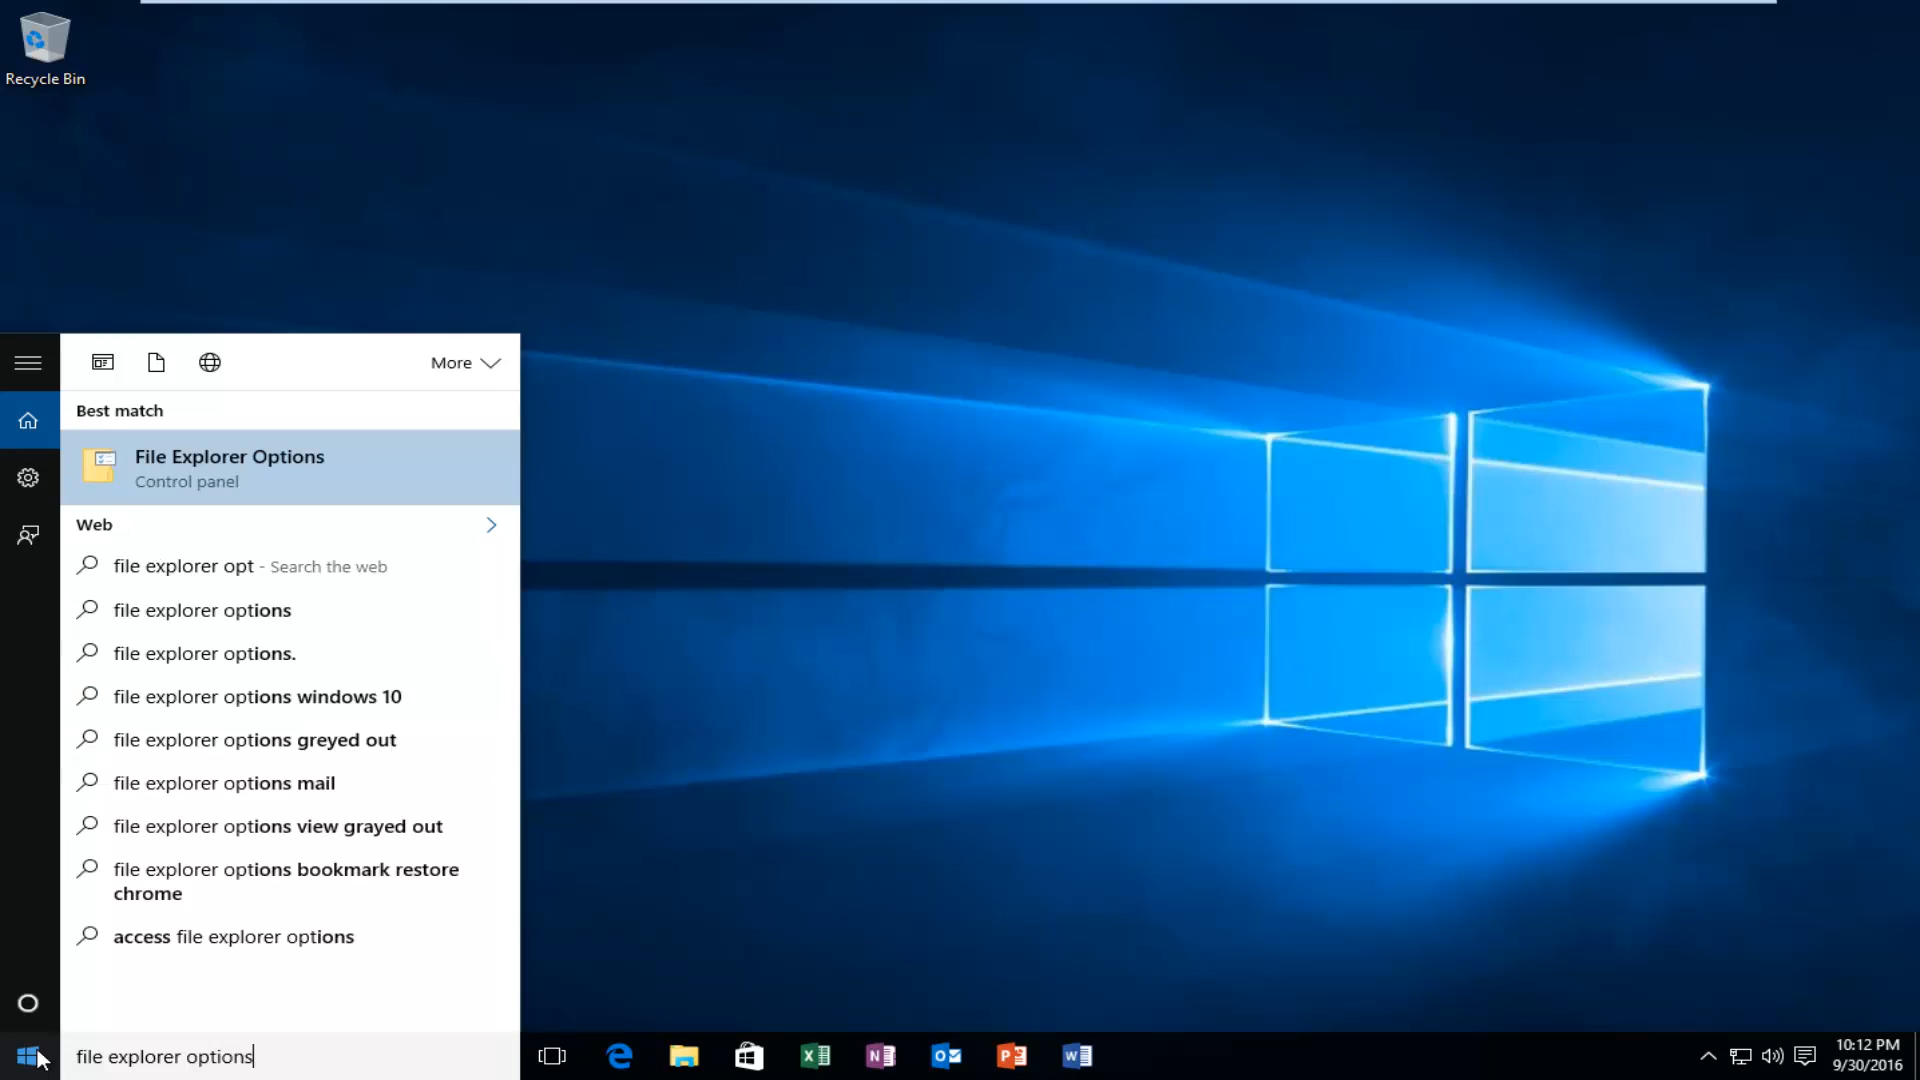 Recycle Bin
More
Best match
File Explorer Options
Control panel
Web
file explorer opt - Search the web
file explorer options
file explorer options.
file explorer options windows 10
file explorer options greyed out
file explorer options mail
file explorer options view grayed out
file explorer options bookmark restore
chrome
access file explorer options
file explorer options
10:12 PM
9/30/2016